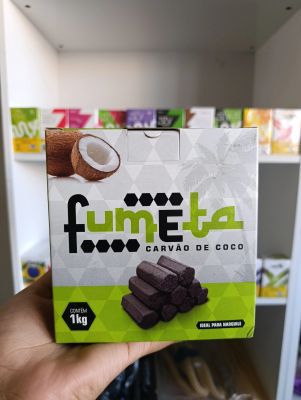 fumEta
CARVÃO DE COCO
CONTÉM
1kg
IDEAL PARA NARGUILE